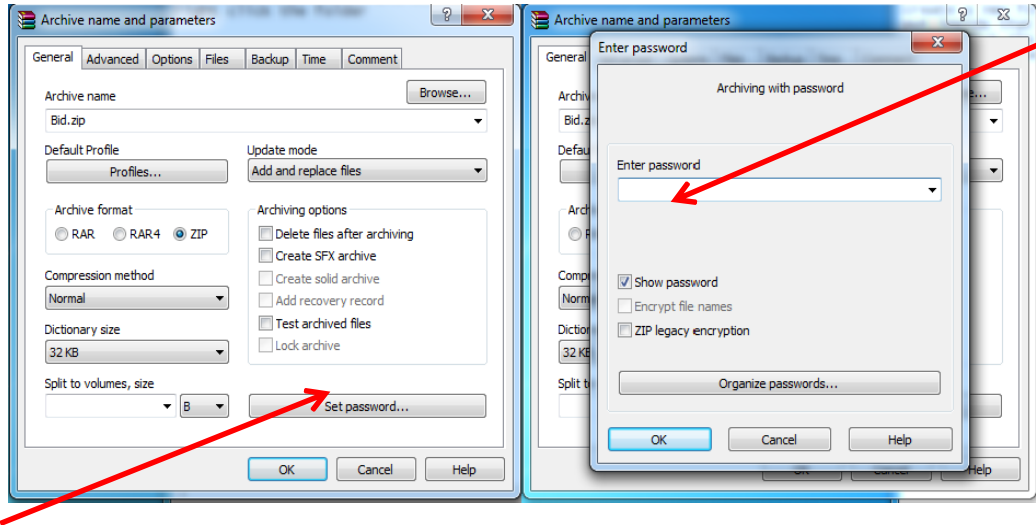 Archive name and parameters
General Advanced Options Files Backup Time Comment
Archive name
Browse...
Bid.zip
Default Profile
Update mode
Profiles...
Add and replace files
Archive format
RAR RAR4 ZIP
Archiving options
Delete files after archiving
Create SFX archive
Create solid archive
Add recovery record
Test archived files
Lock archive
Compression method
Normal
Dictionary size
32 KB
Split to volumes, size
B
Set password...
OK Cancel Help
Archive name and parameters
General
Enter password
Archiving with password
Enter password
Show password
Encrypt file names
ZIP legacy encryption
Organize passwords...
OK Cancel Help
Help